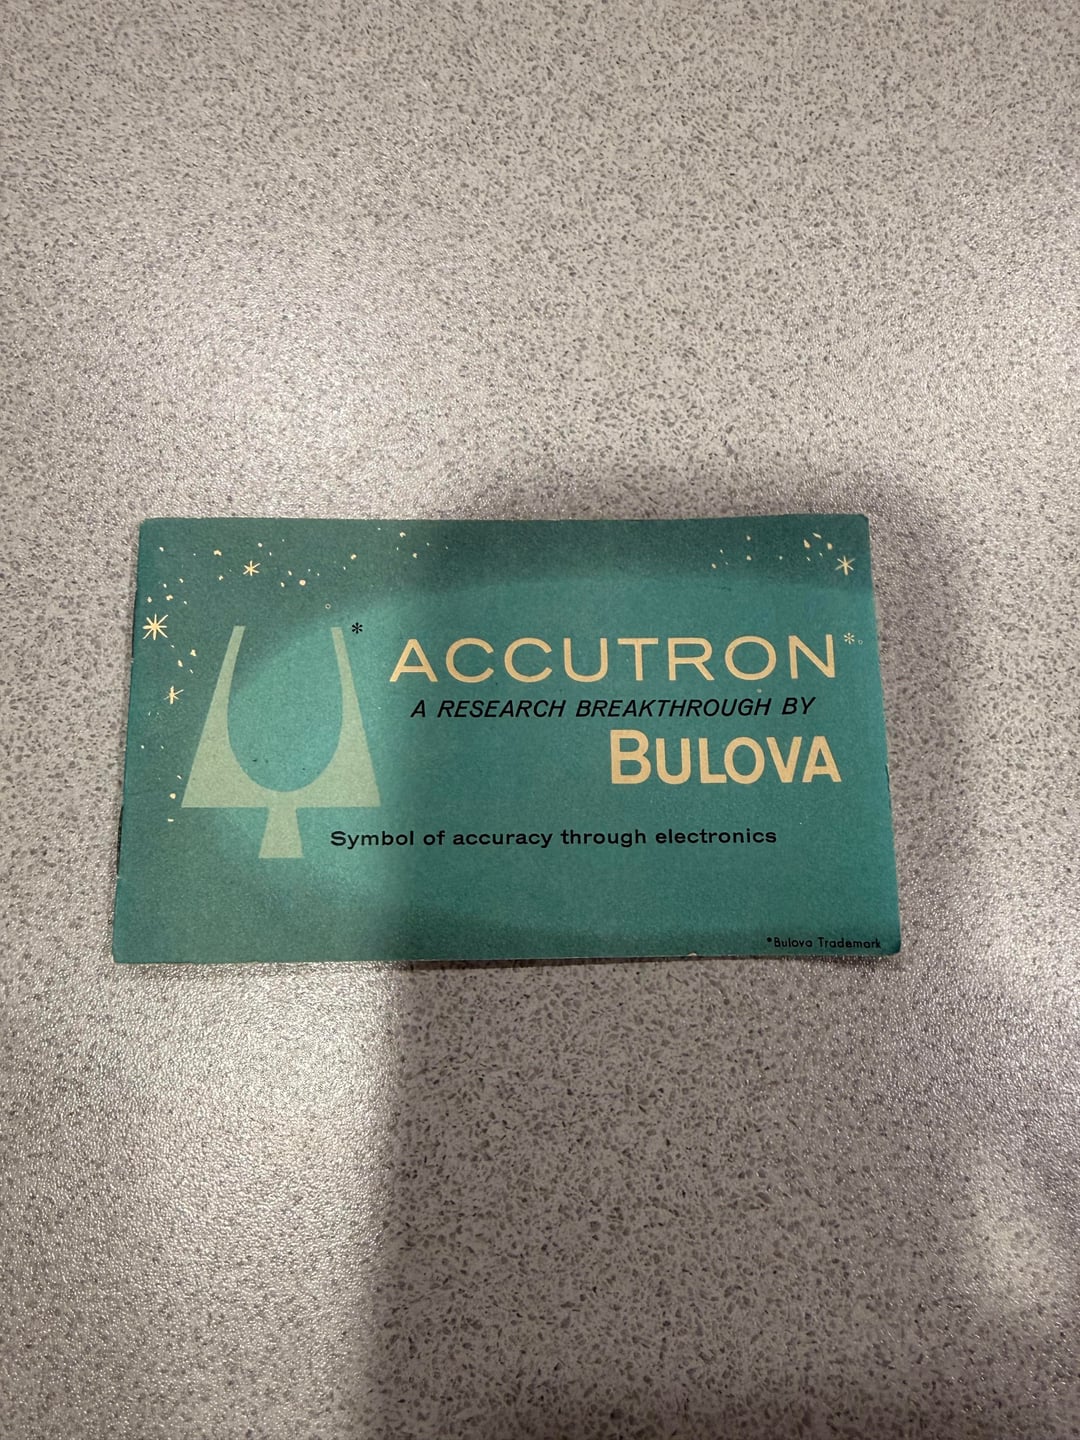 *
ACCUTRON*
A RESEARCH BREAKTHROUGH BY
BULOVA
Symbol of accuracy through electronics
*Bulova Trademark